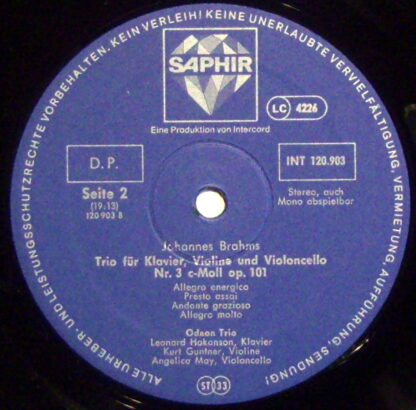 ALLE URHEBER- UND LEISTUNGSSCHUTZRECHTE VORBEHALTEN. KEIN VERLEIH! KEINE UNERLAUBTE VERVIELFÄLTIGUNG, VERMIETUNG, AUFFÜHRUNG, SENDUNG!
SAPHIR
LC 4226
Eine Produktion von Intercord
D. P.
INT 120.903
Seite 2
(19:13)
120 903 B
Stereo, auch
Mono abspielbar
Johannes Brahms
Trio für Klavier, Violine und Violoncello
Nr. 3 c-Moll op. 101
Allegro energico
Presto assai
Andante grazioso
Allegro molto
Odeon Trio
Leonard Hokanson, Klavier
Kurt Guntner, Violine
Angelica May, Violoncello
ST 33